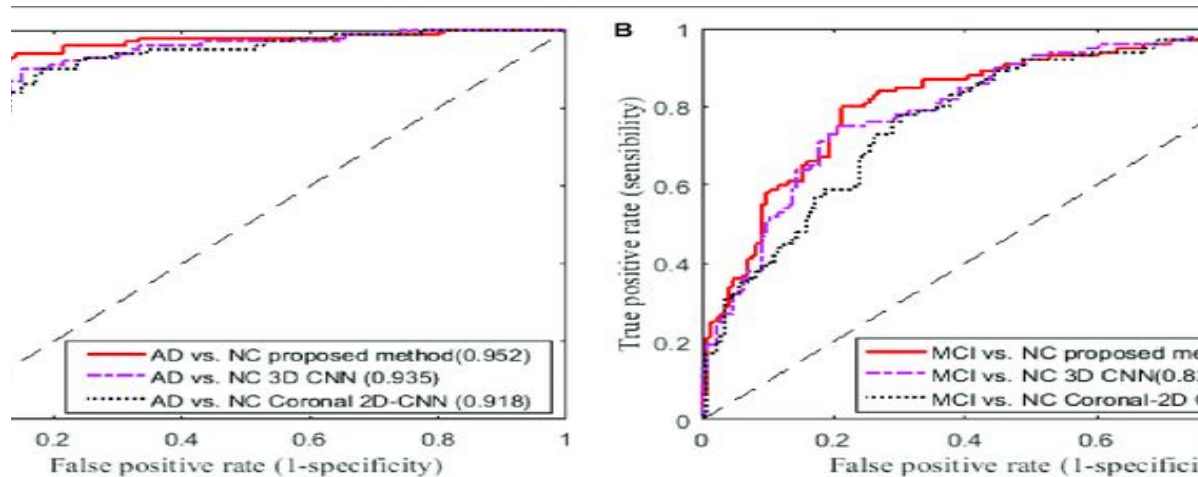 AD vs. NC proposed method(0.952)
AD vs. NC 3D CNN (0.935)
AD vs. NC Coronal 2D-CNN (0.918)
0.2 0.4 0.6 0.8 1
False positive rate (1-specificity)
B
True positive rate (sensibility)
1
0.8
0.6
0.4
0.2
0
MCI vs. NC proposed me
MCI vs. NC 3D CNN(0.8
MCI vs. NC Coronal-2D
0 0.2 0.4 0.6
False positive rate (1-specifici